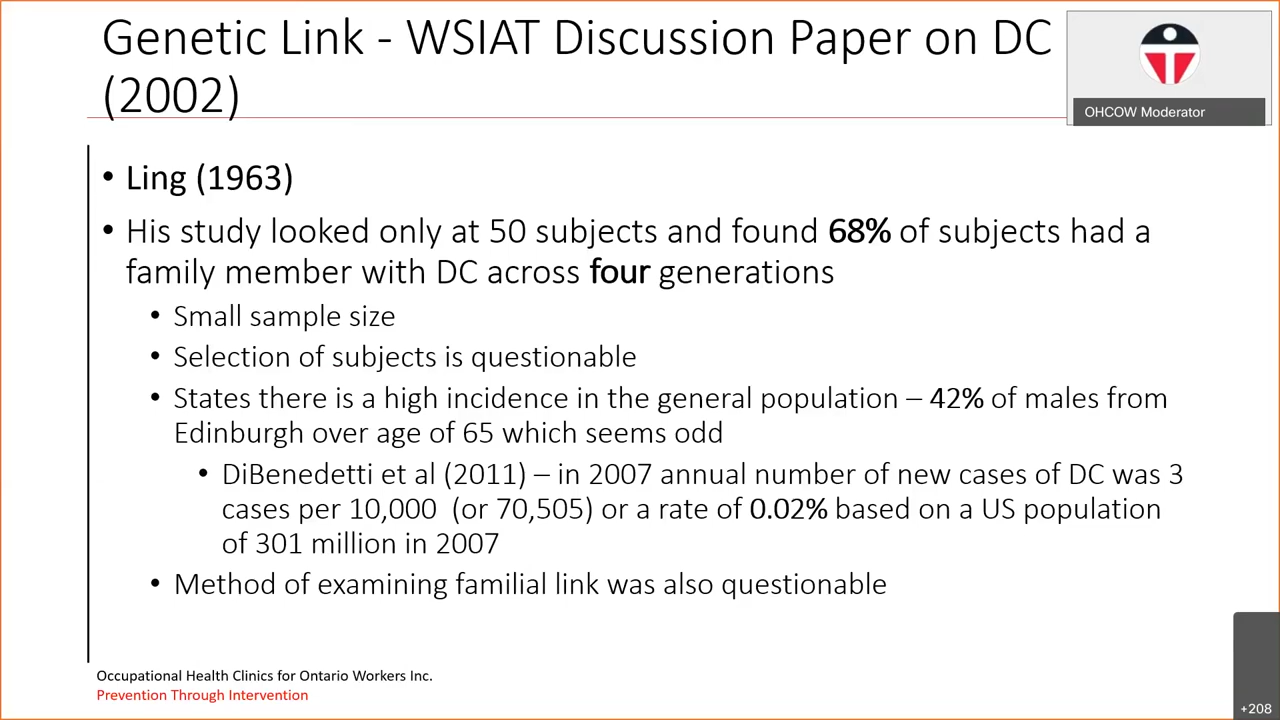 Genetic Link - WSIAT Discussion Paper on DC
(2002)
OHCOW Moderator
• Ling (1963)
• His study looked only at 50 subjects and found 68% of subjects had a
family member with DC across four generations
• Small sample size
• Selection of subjects is questionable
• States there is a high incidence in the general population – 42% of males from
Edinburgh over age of 65 which seems odd
• DiBenedetti et al (2011) – in 2007 annual number of new cases of DC was 3
cases per 10,000 (or 70,505) or a rate of 0.02% based on a US population
of 301 million in 2007
• Method of examining familial link was also questionable
Occupational Health Clinics for Ontario Workers Inc.
Prevention Through Intervention
+208